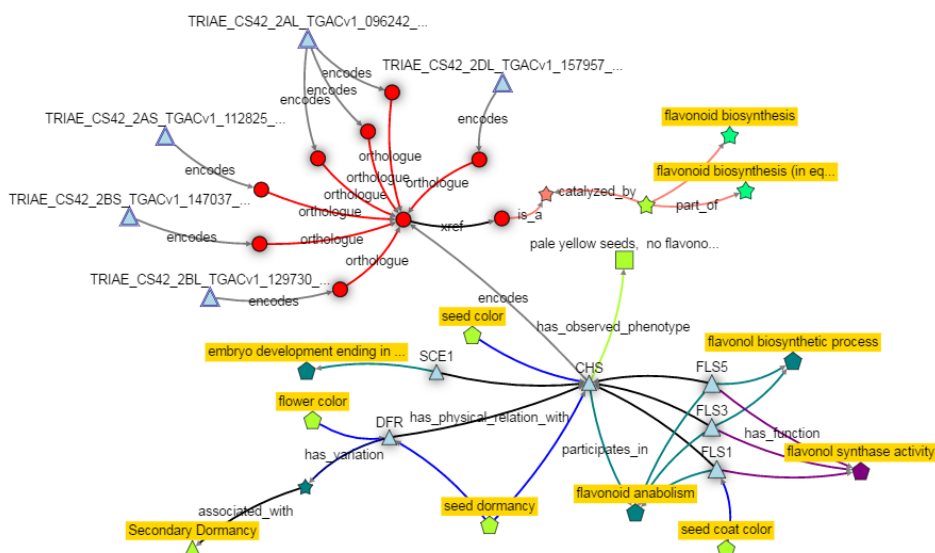 TRIAE_CS42_2AL_TGACv1_096242_...
encodes
encodes
encodes
TRIAE_CS42_2DL_TGACv1_157957_...
encodes
TRIAE_CS42_2AS_TGACv1_112825_...
encodes
orthologue
orthologue
orthologue
orthologue
orthologue
orthologue
orthologue
TRIAE_CS42_2BS_TGACv1_147037_...
encodes
TRIAE_CS42_2BL_TGACv1_129730_...
encodes
xref
is_a
catalyzed_by
part_of
flavonoid biosynthesis
flavonoid biosynthesis (in eq...
pale yellow seeds, no flavono...
encodes
has_observed_phenotype
seed color
embryo development ending in ...
SCE1
CHS
FLS5
flavonol biosynthetic process
flower color
DFR
has_physical_relation_with
FLS3
has_function
has_variation
participates_in
FLS1
flavonol synthase activity
associated_with
seed dormancy
flavonoid anabolism
Secondary Dormancy
seed coat color